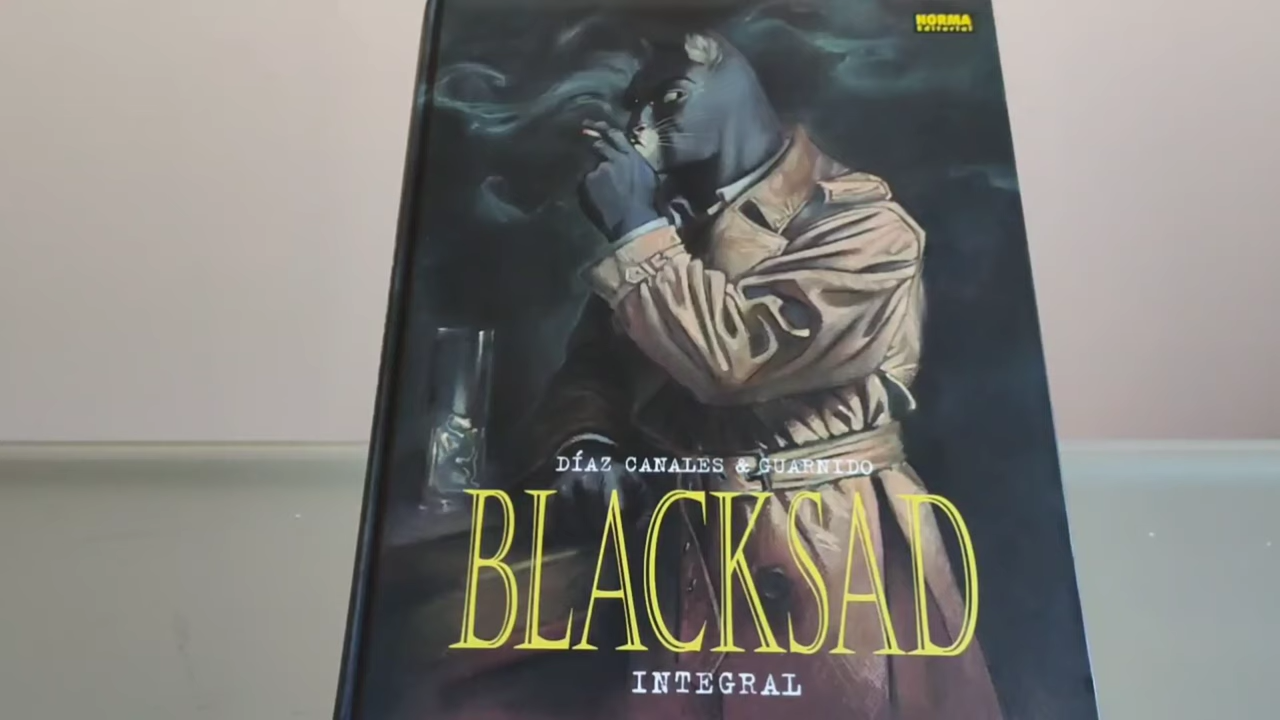 NORMA
Editorial
DÍAZ CANALES & GUARNIDO
BLACKSAD
INTEGRAL